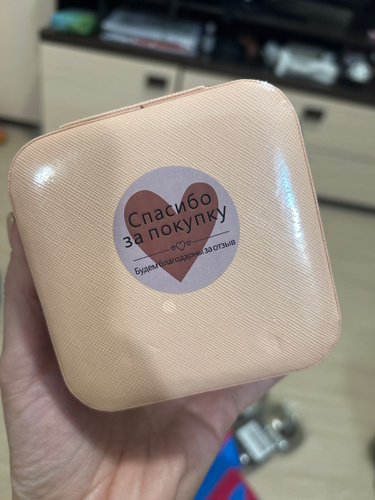 Спасибо
за покупку
Будем благодарны за отзыв